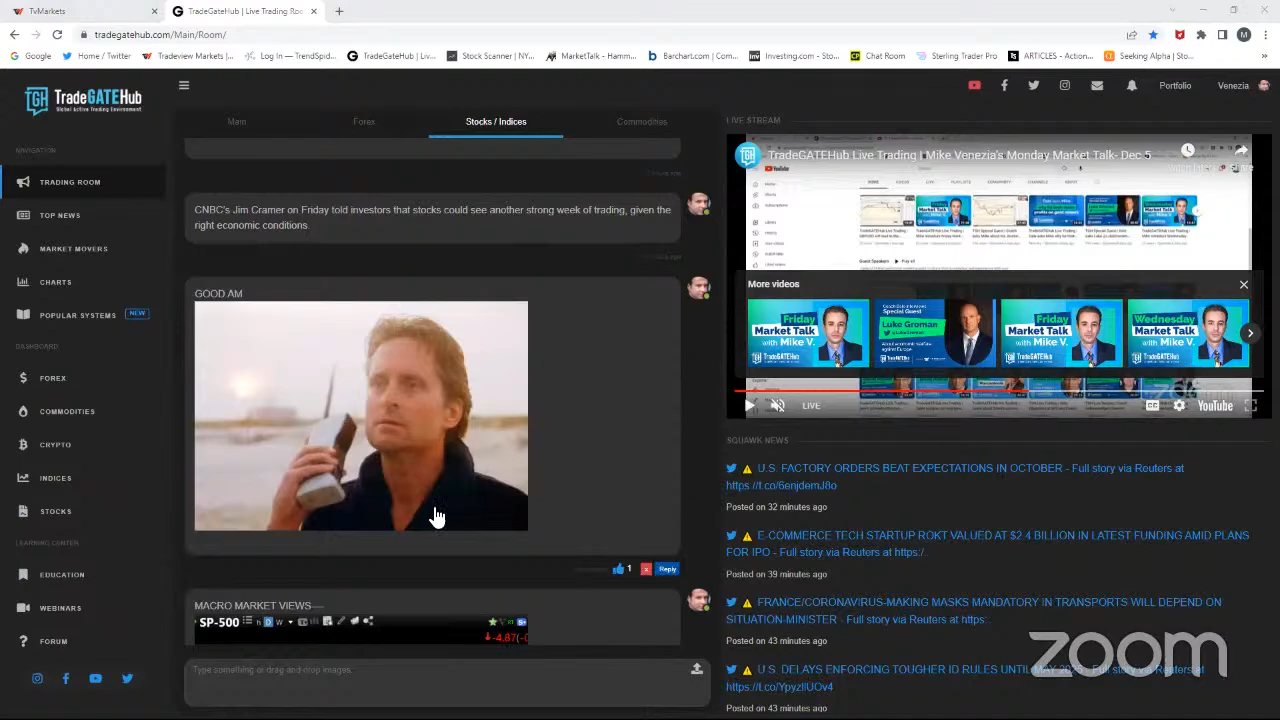 TvMarkets
TradeGateHub | Live Trading Roo
tradegatehub.com/Main/Room/
M
Google
Home / Twitter
Tradeview Markets |...
Log In — TrendSpid...
TradeGateHub | Liv...
Stock Scanner | NY...
MarketTalk – Hamm...
Barchart.com | Com...
Investing.com - Sto...
Chat Room
Sterling Trader Pro
ARTICLES - Action...
Seeking Alpha | Sto...
TGH TradeGATEHub
Global Active Trading Environment
Portfolio
Venezia
NAVIGATION
TRADING ROOM
TOP NEWS
MARKET MOVERS
CHARTS
POPULAR SYSTEMS NEW
DASHBOARD
FOREX
COMMODITIES
CRYPTO
INDICES
STOCKS
LEARNING CENTER
EDUCATION
WEBINARS
FORUM
Main
Forex
Stocks / Indices
Commodities
CNBC's Jim Cramer on Friday told investors that stocks could see another strong week of trading, given the
right economic conditions.
GOOD AM
1
x
Reply
MACRO MARKET VIEWS----
SP-500
h D W
Type something or drag and drop images.
LIVE STREAM
TradeGATEHub Live Trading | Mike Venezia's Monday Market Talk- Dec 5
More videos
Friday
Market Talk
with Mike V.
TradeGATEHub
Special Guest
Luke Groman
Friday
Market Talk
with Mike V.
TradeGATEHub
Wednesday
Market Talk
with Mike V.
TradeGATEHub
LIVE
CC
YouTube
SQUAWK NEWS
U.S. FACTORY ORDERS BEAT EXPECTATIONS IN OCTOBER - Full story via Reuters at
https://t.co/6enjdemJ8o
Posted on 32 minutes ago
E-COMMERCE TECH STARTUP ROKT VALUED AT $2.4 BILLION IN LATEST FUNDING AMID PLANS
FOR IPO - Full story via Reuters at https:/..
Posted on 39 minutes ago
FRANCE/CORONAVIRUS-MAKING MASKS MANDATORY IN TRANSPORTS WILL DEPEND ON
SITUATION-MINISTER - Full story via Reuters at https:..
Posted on 43 minutes ago
U.S. DELAYS ENFORCING TOUGHER ID RULES UNTIL MAY 2025 - Full story via Reuters at
https://t.co/YpyzIlUOv4
Posted on 43 minutes ago
zoom